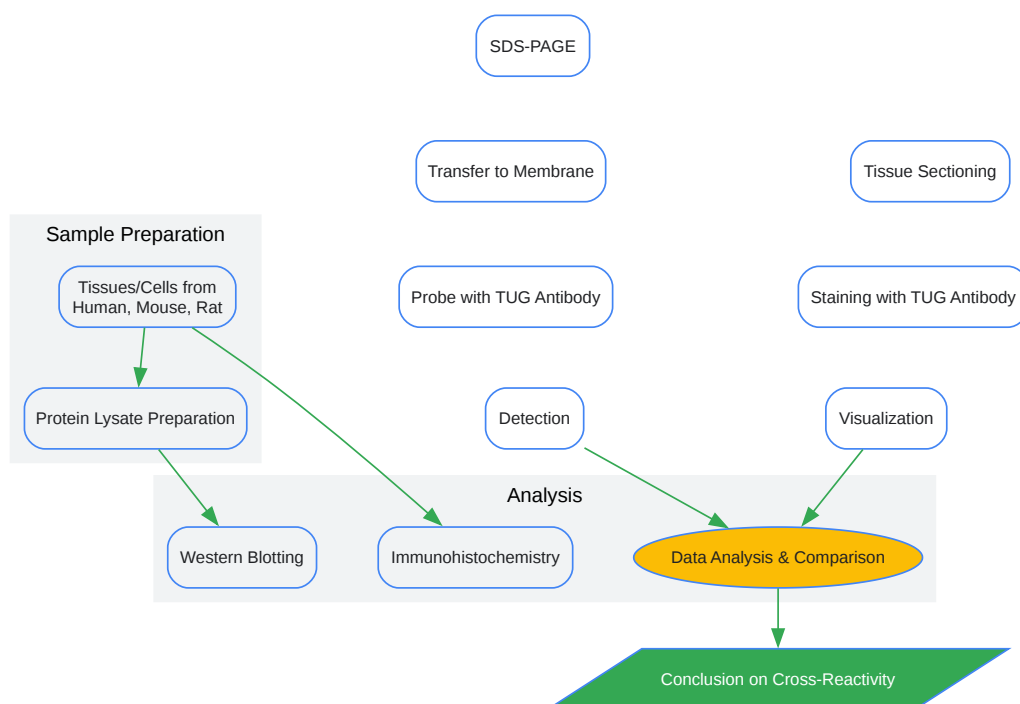 SDS-PAGE
Transfer to Membrane
Tissue Sectioning
Sample Preparation
Tissues/Cells from
Human, Mouse, Rat
Probe with TUG Antibody
Staining with TUG Antibody
Protein Lysate Preparation
Detection
Visualization
Analysis
Western Blotting
Immunohistochemistry
Data Analysis & Comparison
Conclusion on Cross-Reactivity